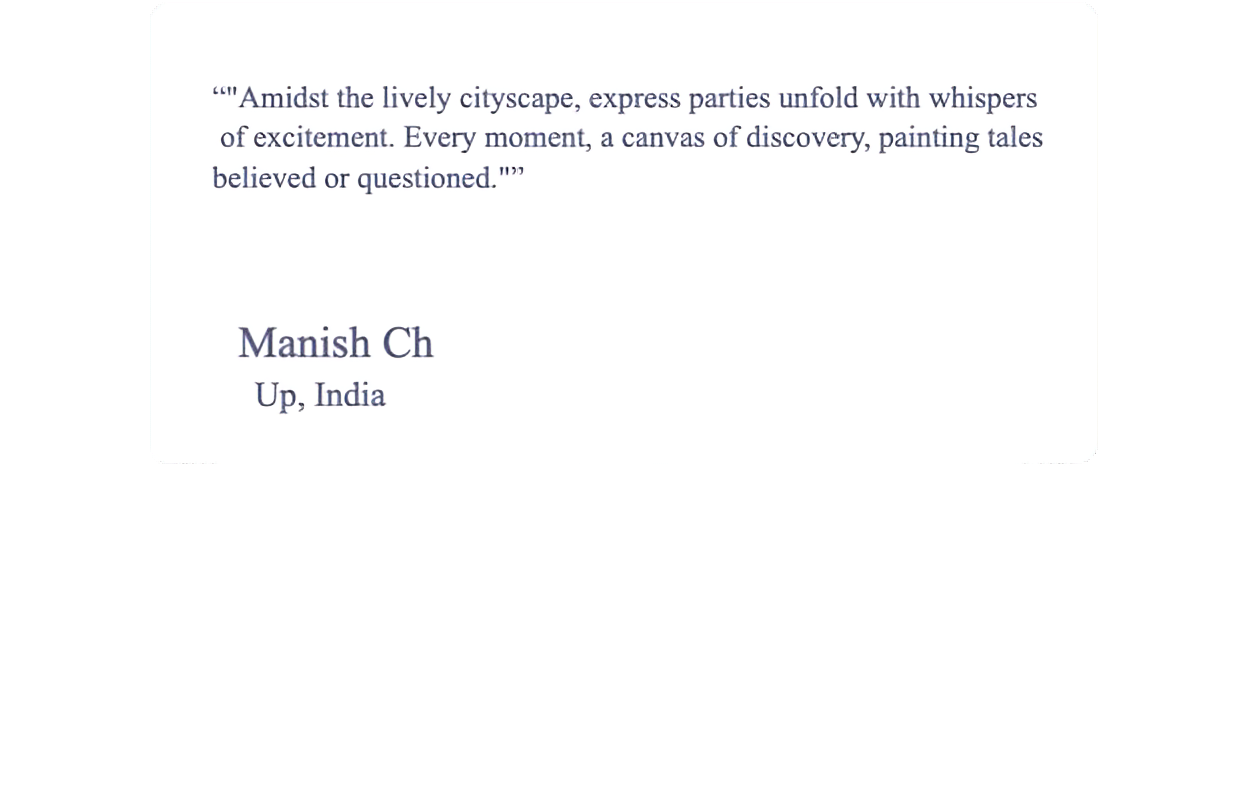 “"Amidst the lively cityscape, express parties unfold with whispers
of excitement. Every moment, a canvas of discovery, painting tales
believed or questioned."”
Manish Ch
Up, India